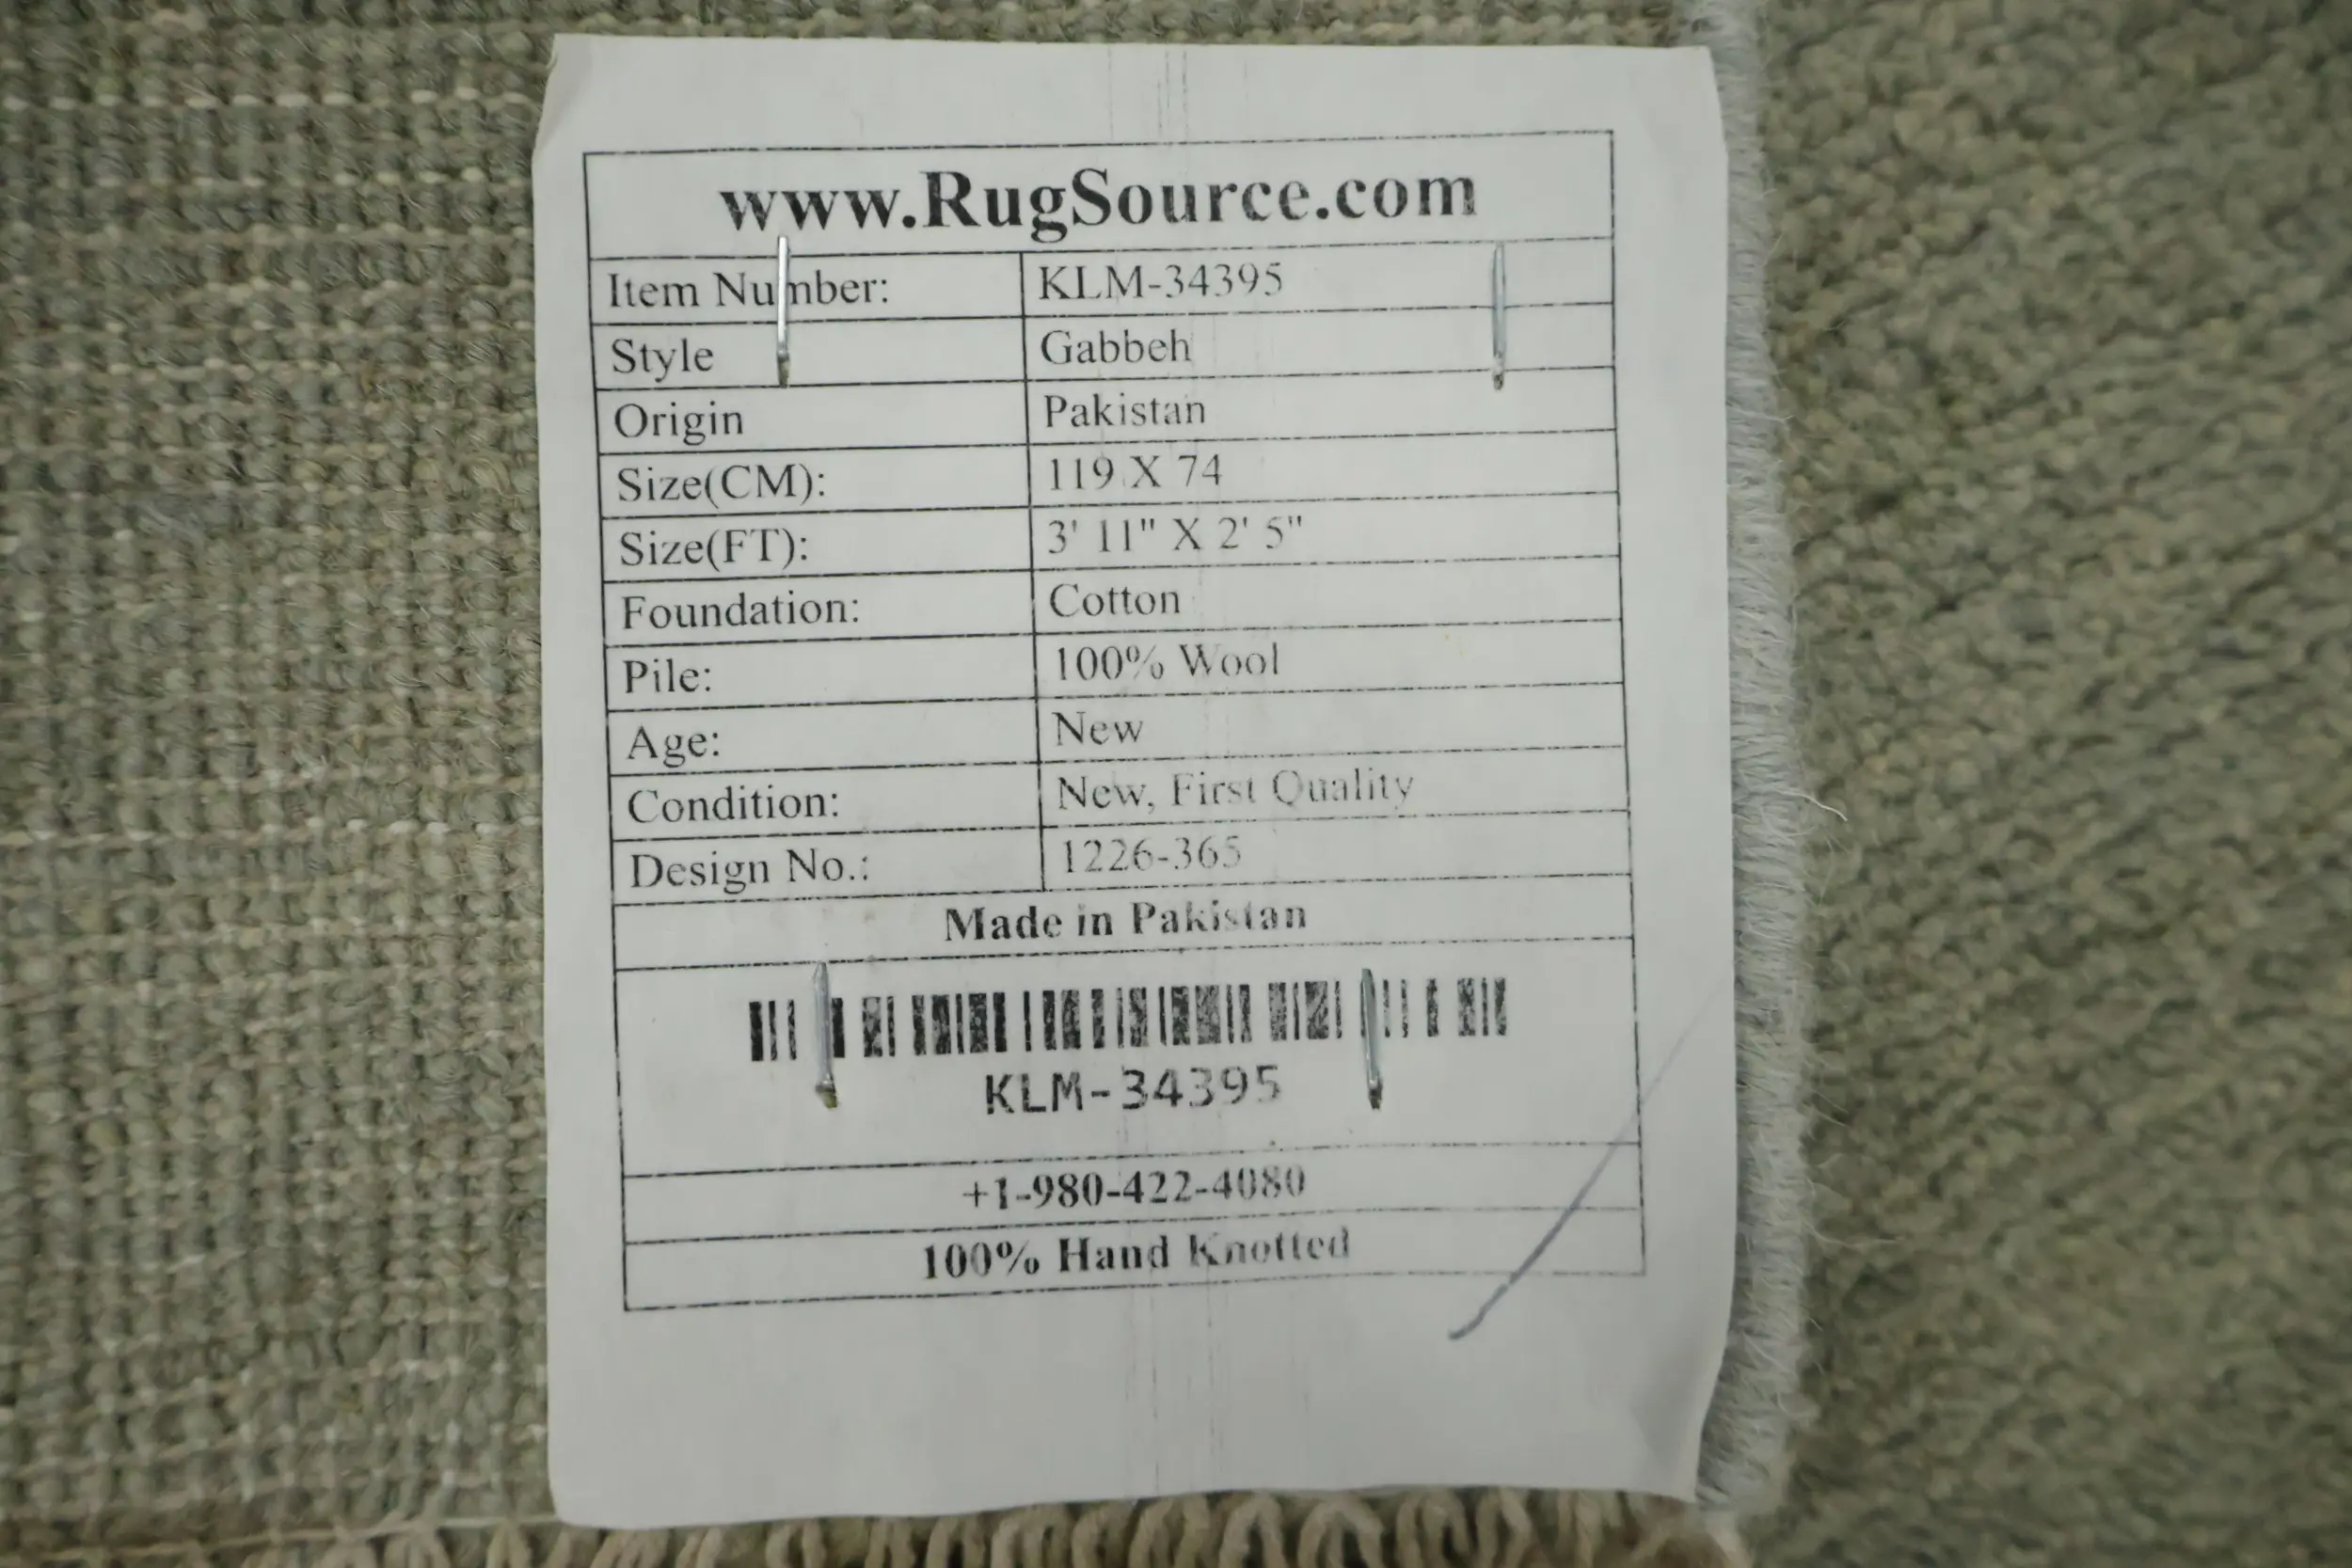 www.RugSource.com
Item Number: KLM-34395
Style Gabbeh
Origin Pakistan
Size(CM): 119 X 74
Size(FT): 3' 11" X 2' 5"
Foundation: Cotton
Pile: 100% Wool
Age: New
Condition: New, First Quality
Design No.: 1226-365
Made in Pakistan
KLM-34395
+1-980-422-4080
100% Hand Knotted